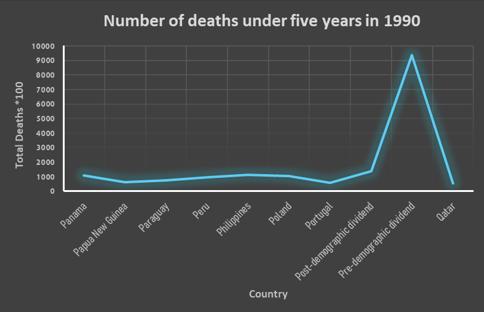 Number of deaths under five years in 1990
10000
9000
8000
7000
6000
5000
4000
3000
2000
1000
0
Total Deaths *100
Panama
Papua New Guinea
Paraguay
Peru
Philippines
Poland
Portugal
Post-demographic dividend
Pre-demographic dividend
Qatar
Country